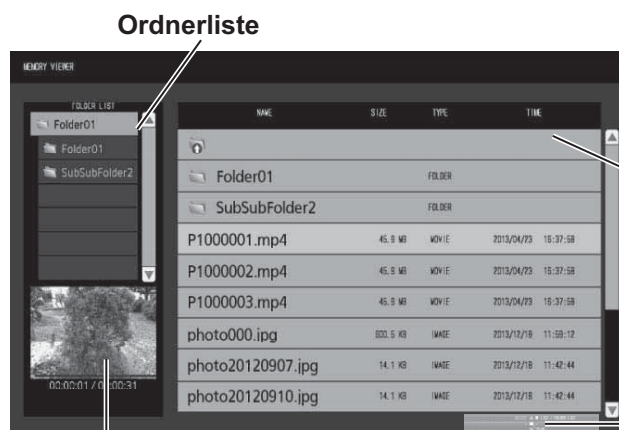 Ordnerliste
MEMORY VIEWER
FOLDER LIST
Folder01
Folder01
SubSubFolder2
00:00:01 / 00:00:31
NAME SIZE TYPE TIME
Folder01 FOLDER
SubSubFolder2 FOLDER
P1000001.mp4 45.9 MB MOVIE 2013/04/23 15:37:58
P1000002.mp4 45.9 MB MOVIE 2013/04/23 15:37:58
P1000003.mp4 45.9 MB MOVIE 2013/04/23 15:37:58
photo000.jpg 600.5 KB IMAGE 2013/12/18 11:59:12
photo20120907.jpg 14.1 KB IMAGE 2013/12/18 11:42:44
photo20120910.jpg 14.1 KB IMAGE 2013/12/18 11:42:44